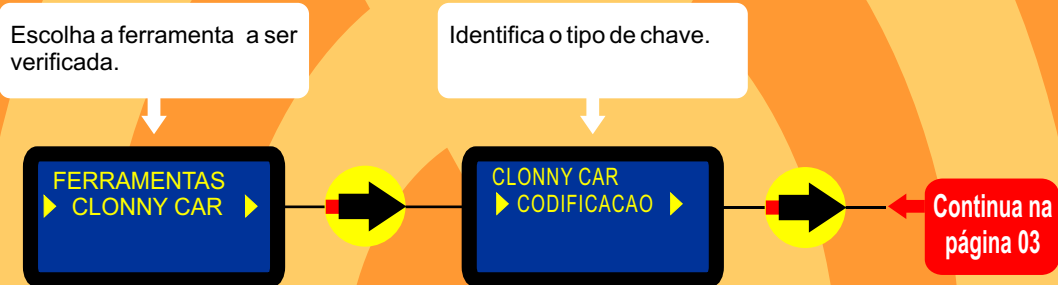 Escolha a ferramenta a ser
verificada.
Identifica o tipo de chave.
FERRAMENTAS
CLONNY CAR
CLONNY CAR
CODIFICACAO
Continua na
página 03